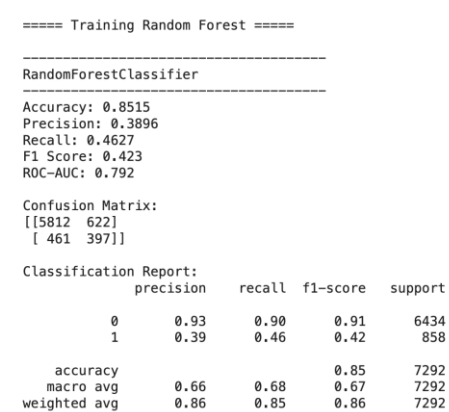 ===== Training Random Forest =====
--------------------------------------
RandomForestClassifier
--------------------------------------
Accuracy: 0.8515
Precision: 0.3896
Recall: 0.4627
F1 Score: 0.423
ROC-AUC: 0.792
Confusion Matrix:
[[5812  622]
 [ 461  397]]
Classification Report:
              precision    recall  f1-score   support
           0       0.93      0.90      0.91      6434
           1       0.39      0.46      0.42       858
    accuracy                           0.85      7292
   macro avg       0.66      0.68      0.67      7292
weighted avg       0.86      0.85      0.86      7292